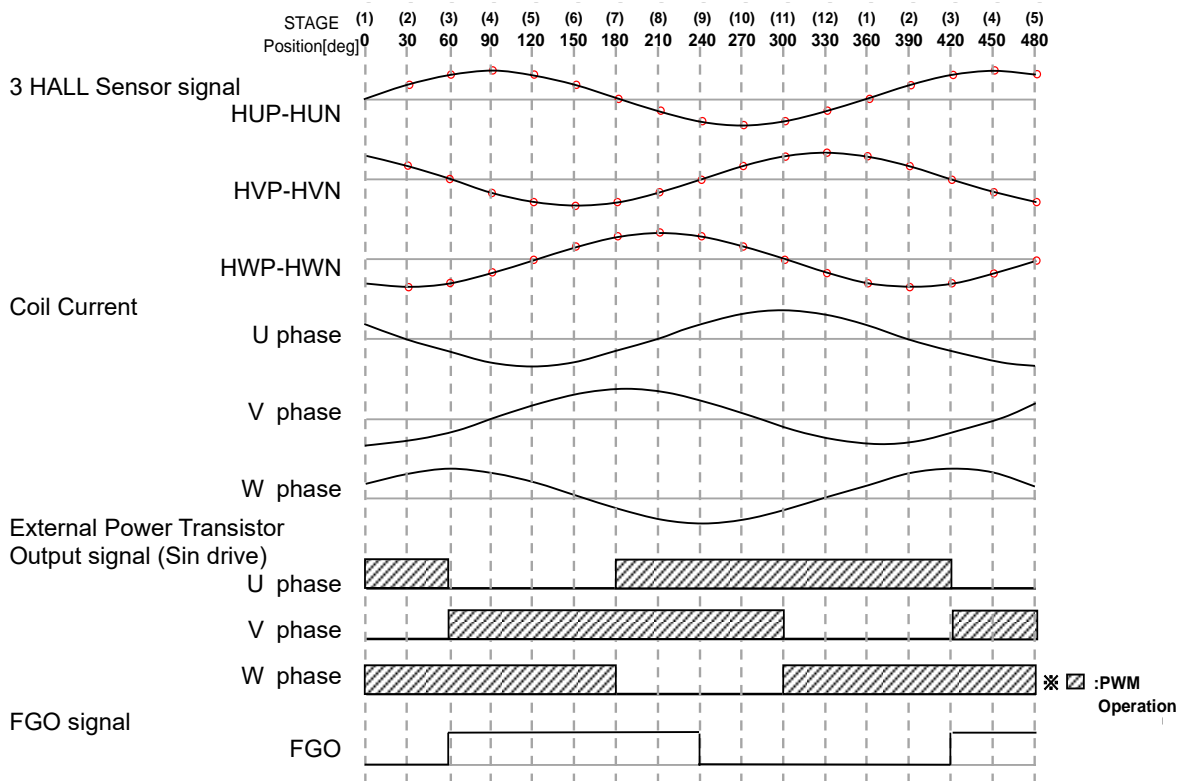 STAGE (1) (2) (3) (4) (5) (6) (7) (8) (9) (10) (11) (12) (1) (2) (3) (4) (5)
Position[deg] 0 30 60 90 120 150 180 210 240 270 300 330 360 390 420 450 480
3 HALL Sensor signal
HUP-HUN
HVP-HVN
HWP-HWN
Coil Current
U phase
V phase
W phase
External Power Transistor
Output signal (Sin drive)
U phase
V phase
W phase
※ :PWM
Operation
FGO signal
FGO